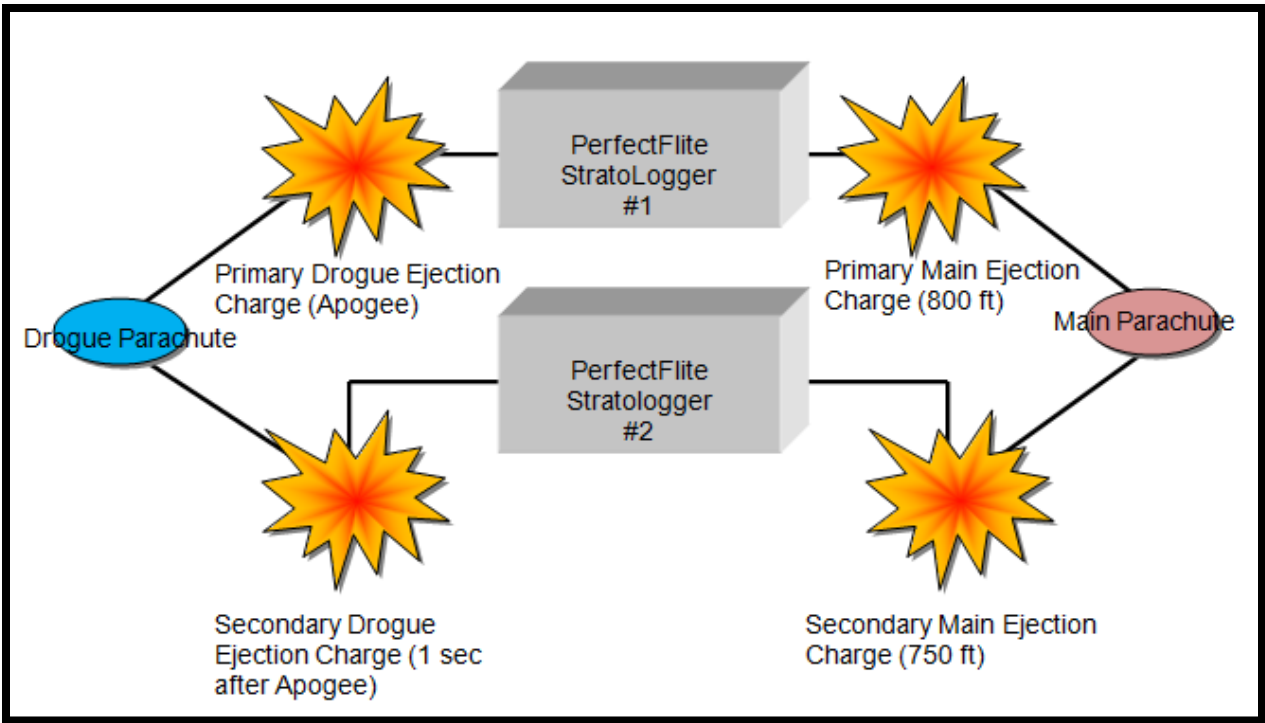 PerfectFlite
StratoLogger
#1
Primary Drogue Ejection
Charge (Apogee)
Primary Main Ejection
Charge (800 ft)
Drogue Parachute
Main Parachute
PerfectFlite
Stratologger
#2
Secondary Drogue
Ejection Charge (1 sec
after Apogee)
Secondary Main Ejection
Charge (750 ft)